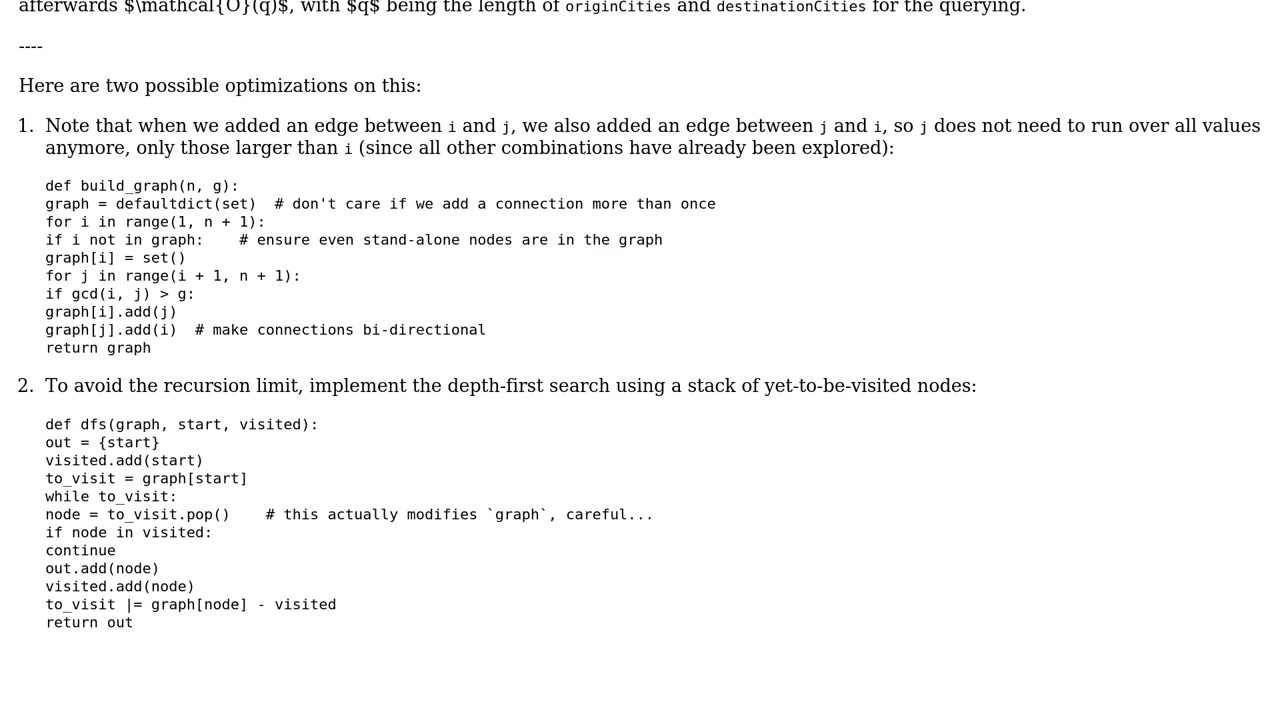 afterwards $\mathcal{O}(q)$, with $q$ being the length of originCities and destinationCities for the querying.
----
Here are two possible optimizations on this:
1. Note that when we added an edge between i and j, we also added an edge between j and i, so j does not need to run over all values
anymore, only those larger than i (since all other combinations have already been explored):
def build_graph(n, g):
graph = defaultdict(set)  # don't care if we add a connection more than once
for i in range(1, n + 1):
if i not in graph:    # ensure even stand-alone nodes are in the graph
graph[i] = set()
for j in range(i + 1, n + 1):
if gcd(i, j) > g:
graph[i].add(j)
graph[j].add(i)  # make connections bi-directional
return graph
2. To avoid the recursion limit, implement the depth-first search using a stack of yet-to-be-visited nodes:
def dfs(graph, start, visited):
out = {start}
visited.add(start)
to_visit = graph[start]
while to_visit:
node = to_visit.pop()    # this actually modifies `graph`, careful...
if node in visited:
continue
out.add(node)
visited.add(node)
to_visit |= graph[node] - visited
return out